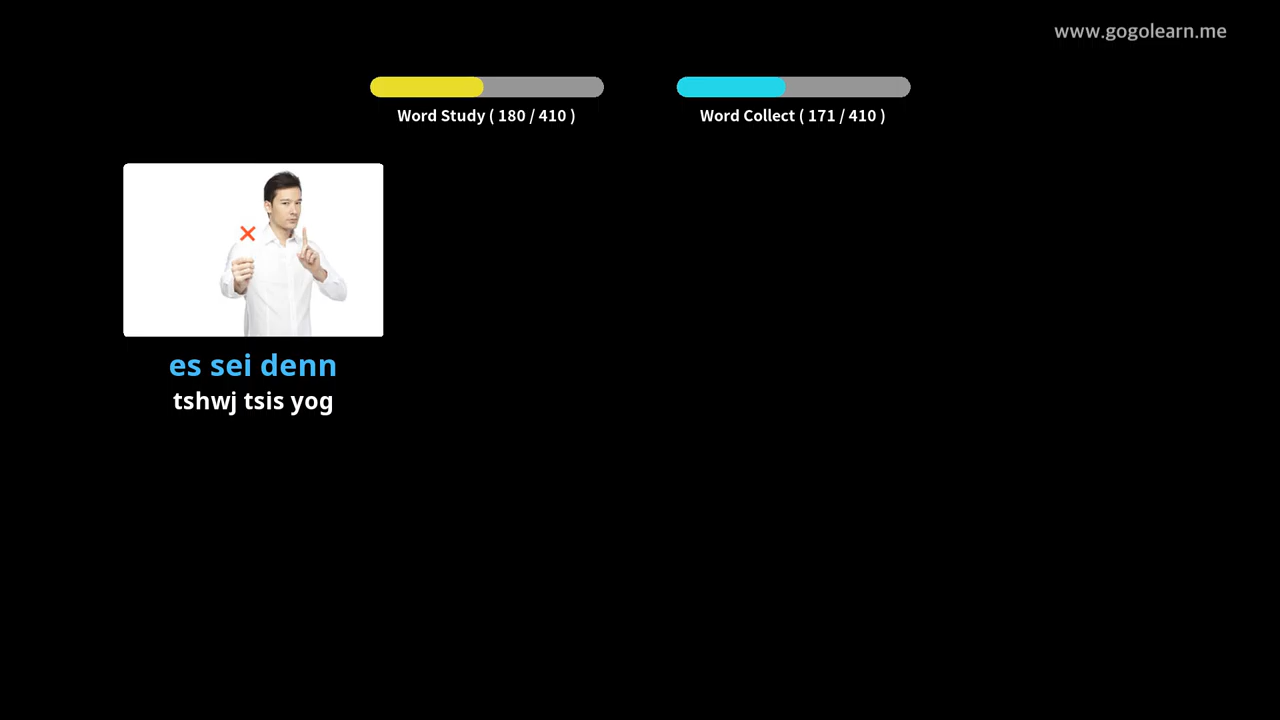 www.gogolearn.me
Word Study ( 180 / 410 )
Word Collect ( 171 / 410 )
es sei denn
tshwj tsis yog